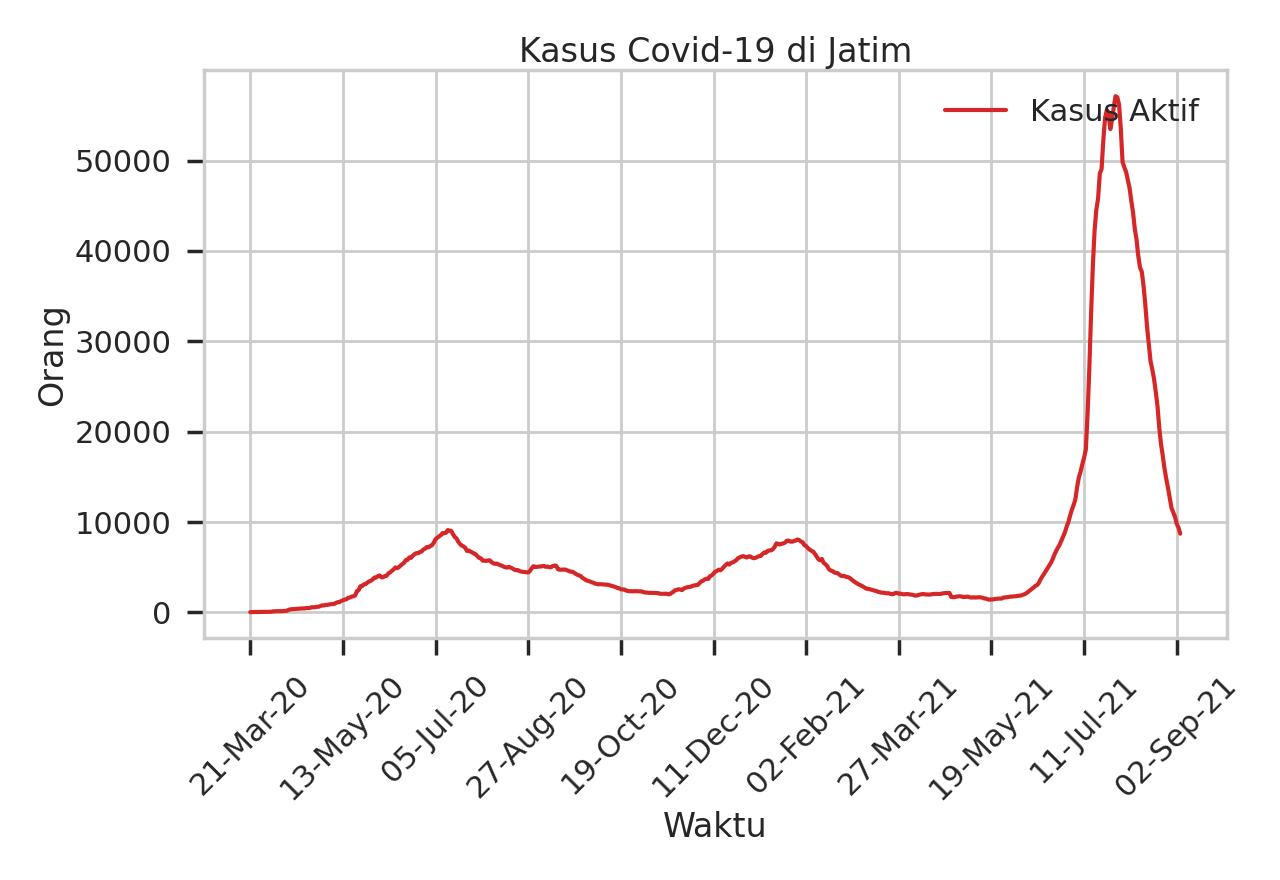 Kasus Covid-19 di Jatim
Kasus Aktif
Orang
50000
40000
30000
20000
10000
0
21-Mar-20
13-May-20
05-Jul-20
27-Aug-20
19-Oct-20
11-Dec-20
02-Feb-21
27-Mar-21
19-May-21
11-Jul-21
02-Sep-21
Waktu